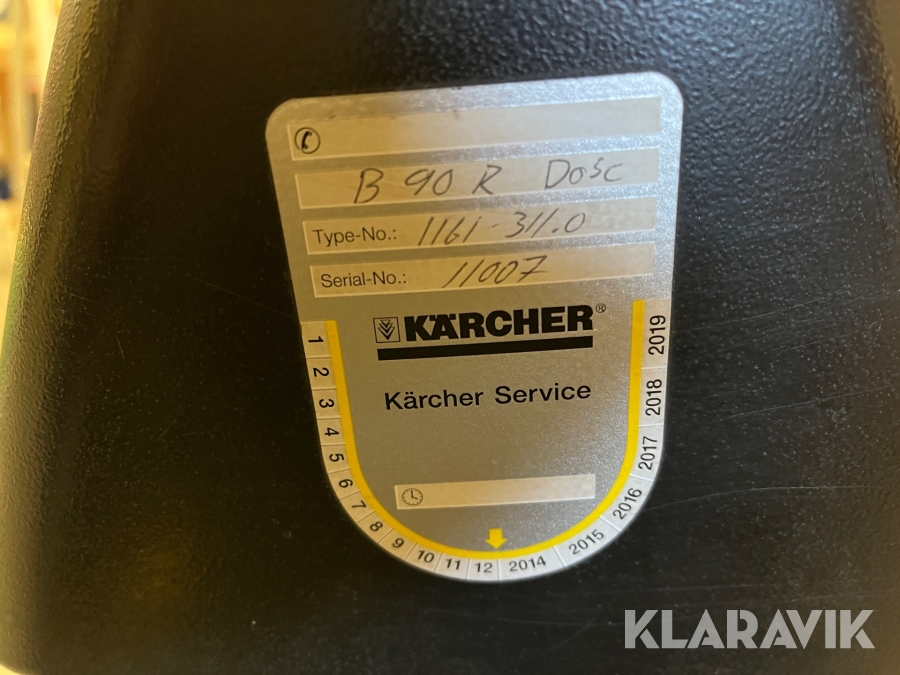 B 90 R Dosc
Type-No.: 1161-311.0
Serial-No.: 11007
KÄRCHER®
Kärcher Service
1 2 3 4 5 6 7 8 9 10 11 12 2014 2015 2016 2017 2018 2019
KLARAVIK